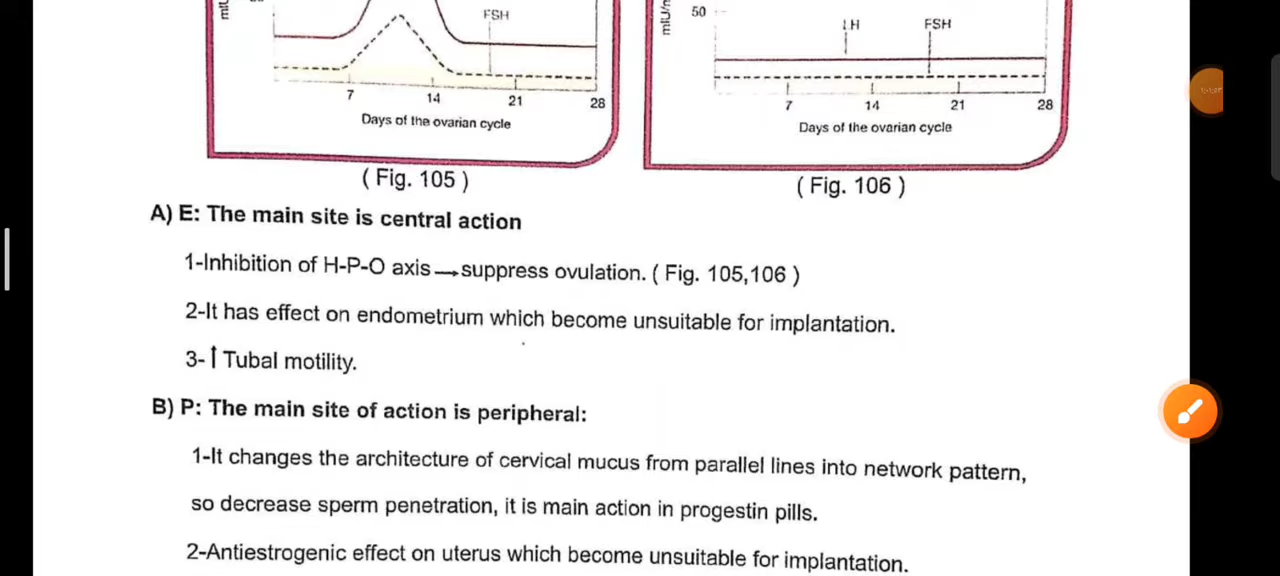 FSH
7
14
21
28
Days of the ovarian cycle
( Fig. 105 )
50
LH
FSH
7
14
21
28
Days of the ovarian cycle
( Fig. 106 )
A) E: The main site is central action
1-Inhibition of H-P-O axis→suppress ovulation. ( Fig. 105,106 )
2-It has effect on endometrium which become unsuitable for implantation.
3-↑Tubal motility.
B) P: The main site of action is peripheral:
1-It changes the architecture of cervical mucus from parallel lines into network pattern,
so decrease sperm penetration, it is main action in progestin pills.
2-Antiestrogenic effect on uterus which become unsuitable for implantation.